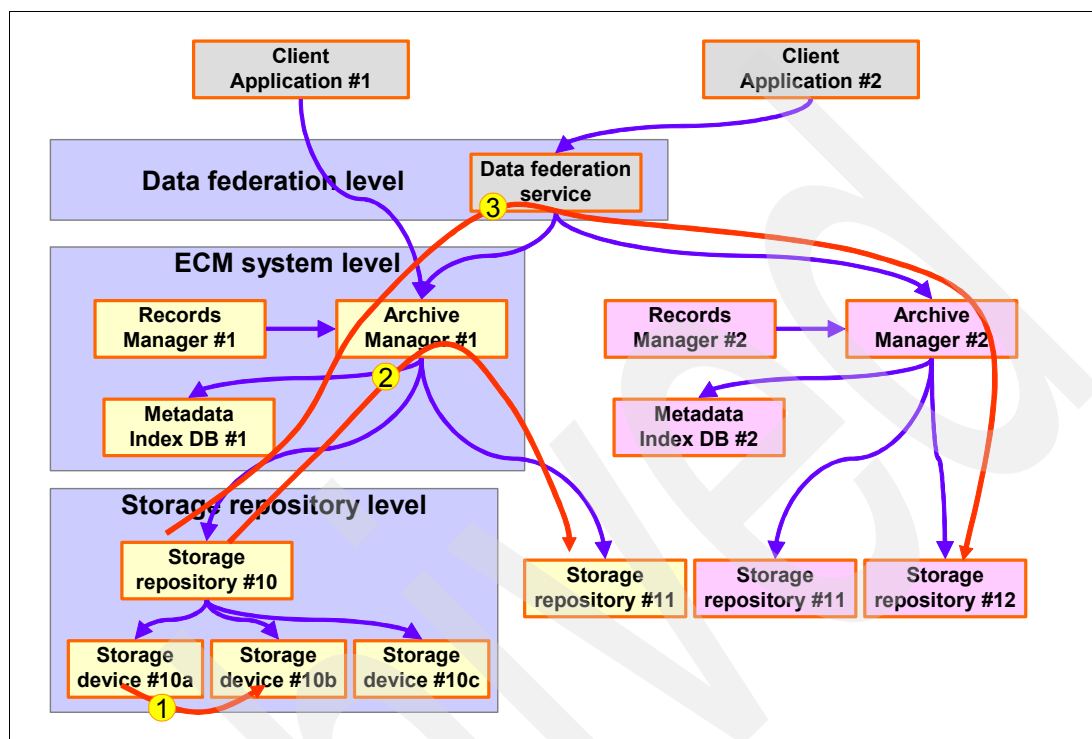 Client
Application #1
Client
Application #2
Data federation level
Data federation
service
3
ECM system level
Records
Manager #1
Archive
Manager #1
Records
Manager #2
Archive
Manager #2
2
Metadata
Index DB #1
Metadata
Index DB #2
Storage repository level
Storage
repository #10
Storage
repository #11
Storage
repository #11
Storage
repository #12
Storage
device #10a
Storage
device #10b
Storage
device #10c
1